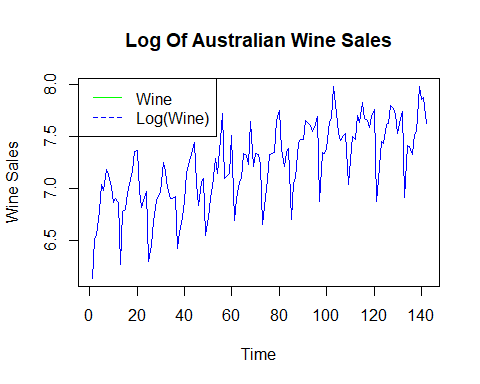 Log Of Australian Wine Sales
Wine
Log(Wine)
8.0
7.5
7.0
6.5
Wine Sales
0 20 40 60 80 100 120 140
Time